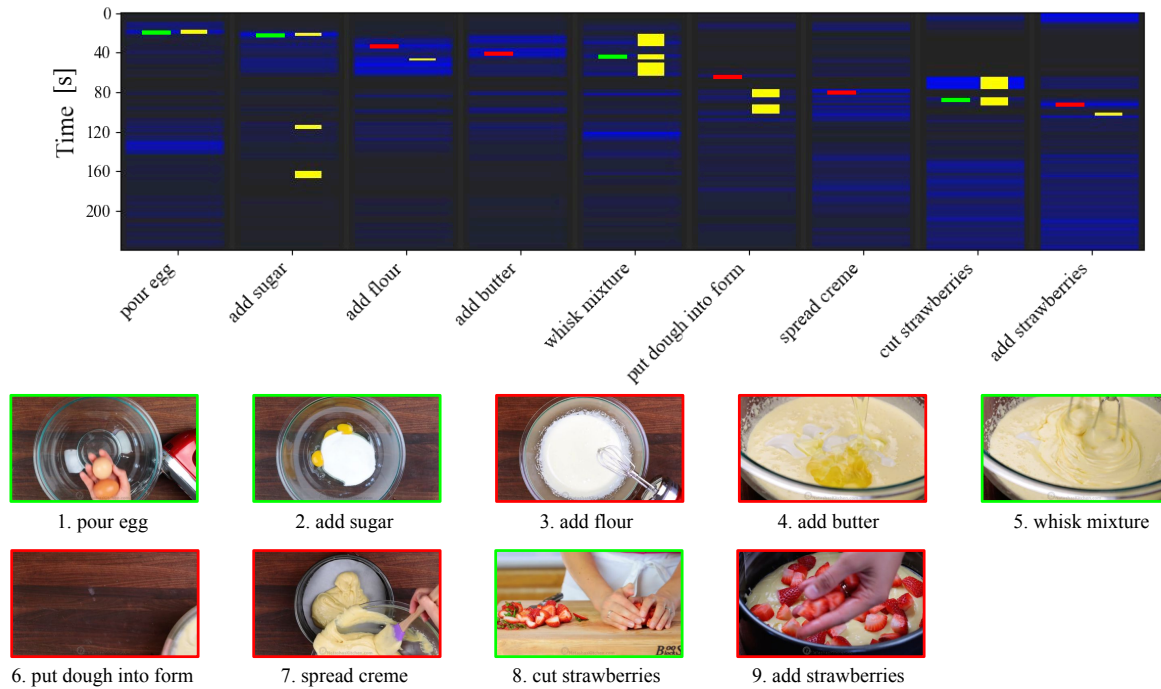 Time [s]
0
40
80
120
160
200
pour egg
add sugar
add flour
add butter
whisk mixture
put dough into form
spread creme
cut strawberries
add strawberries
1. pour egg
2. add sugar
3. add flour
4. add butter
5. whisk mixture
6. put dough into form
7. spread creme
8. cut strawberries
9. add strawberries